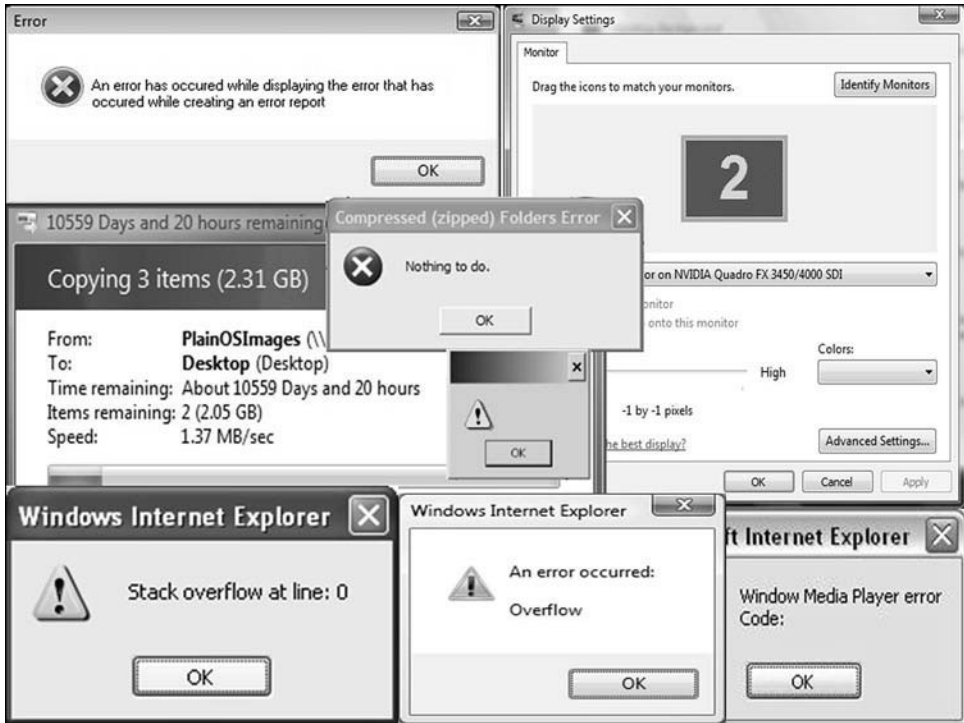 Error
An error has occured while displaying the error that has
occured while creating an error report
OK
Display Settings
Monitor
Drag the icons to match your monitors.
Identify Monitors
2
or on NVIDIA Quadro FX 3450/4000 SDI
onitor
onto this monitor
Colors:
High
-1 by -1 pixels
he best display?
Advanced Settings...
OK
Cancel
Apply
10559 Days and 20 hours remaining
Copying 3 items (2.31 GB)
From: PlainOSImages (\\
To: Desktop (Desktop)
Time remaining: About 10559 Days and 20 hours
Items remaining: 2 (2.05 GB)
Speed: 1.37 MB/sec
Compressed (zipped) Folders Error
Nothing to do.
OK
OK
Windows Internet Explorer
Stack overflow at line: 0
OK
Windows Internet Explorer
An error occurred:
Overflow
OK
ft Internet Explorer
Window Media Player error
Code:
OK